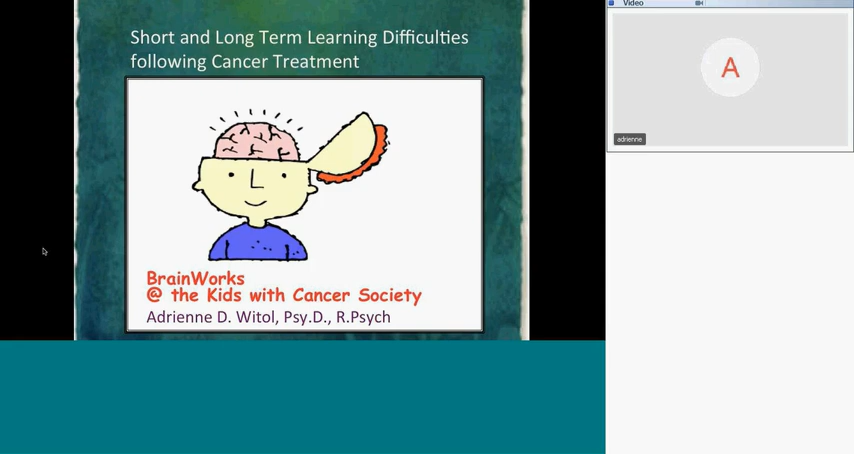 Short and Long Term Learning Difficulties
following Cancer Treatment
BrainWorks
@ the Kids with Cancer Society
Adrienne D. Witol, Psy.D., R.Psych
Video
A
adrienne